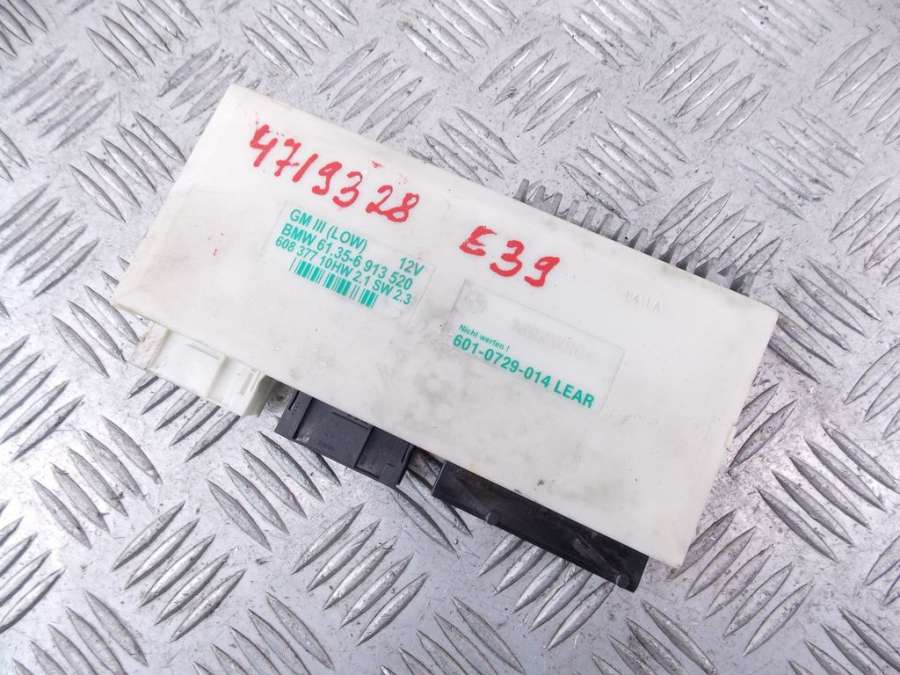 4719328
E39
GM III (LOW) 12V
BMW 61.35-6 913 520
608 377 10HW 2.1 SW 2.3
Nicht werfen !
601-0729-014 LEAR